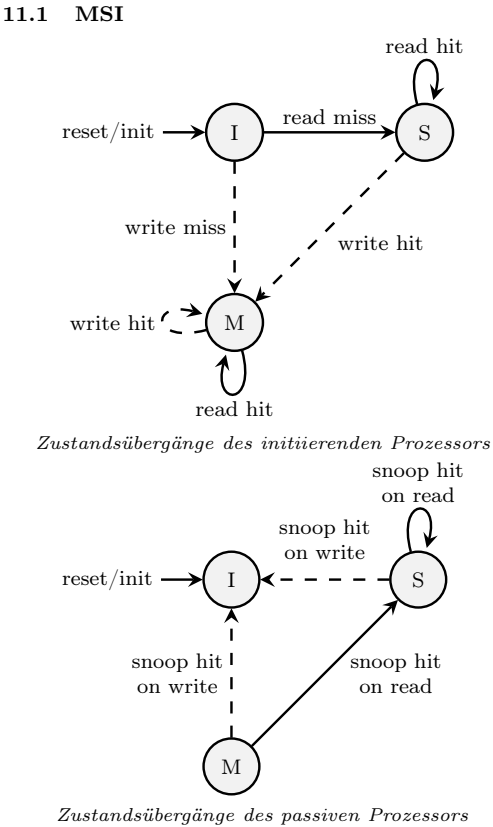 11.1 MSI
read hit
reset/init
I
read miss
S
write miss
write hit
write hit
M
read hit
Zustandsübergänge des initiierenden Prozessors
snoop hit
on read
snoop hit
on write
reset/init
I
S
snoop hit
on write
snoop hit
on read
M
Zustandsübergänge des passiven Prozessors